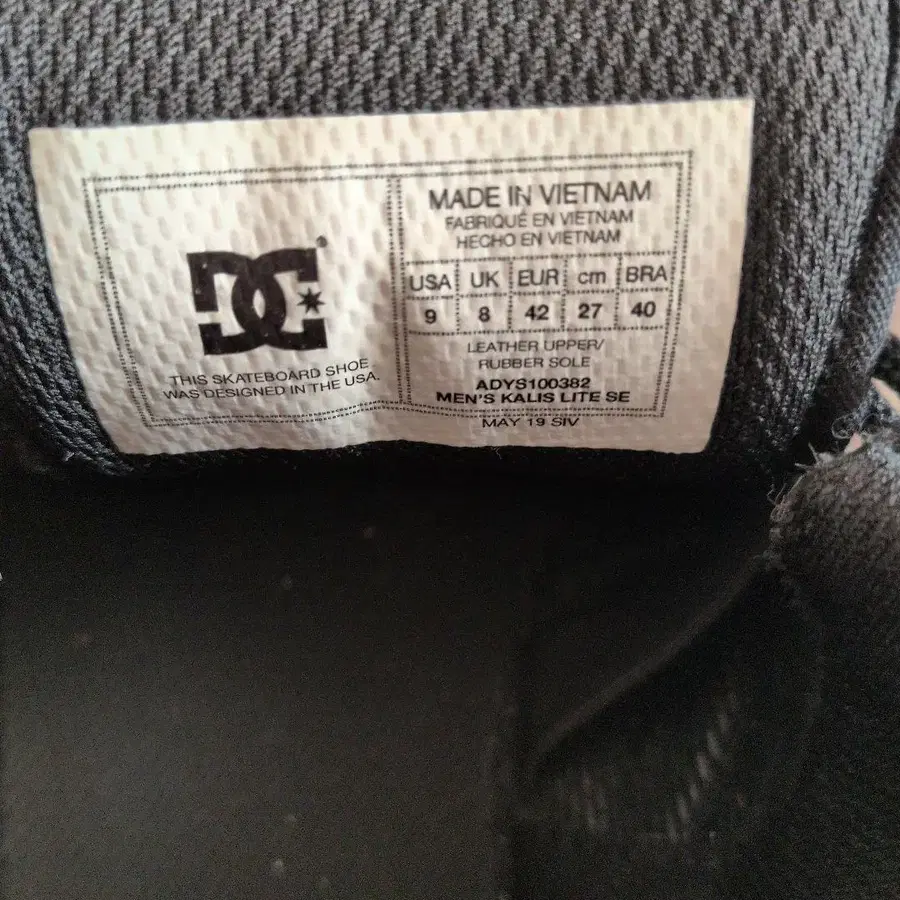 DC
THIS SKATEBOARD SHOE
WAS DESIGNED IN THE USA.
MADE IN VIETNAM
FABRIQUÉ EN VIETNAM
HECHO EN VIETNAM
USA UK EUR cm BRA
9 8 42 27 40
LEATHER UPPER/
RUBBER SOLE
ADYS100382
MEN'S KALIS LITE SE
MAY 19 SIV